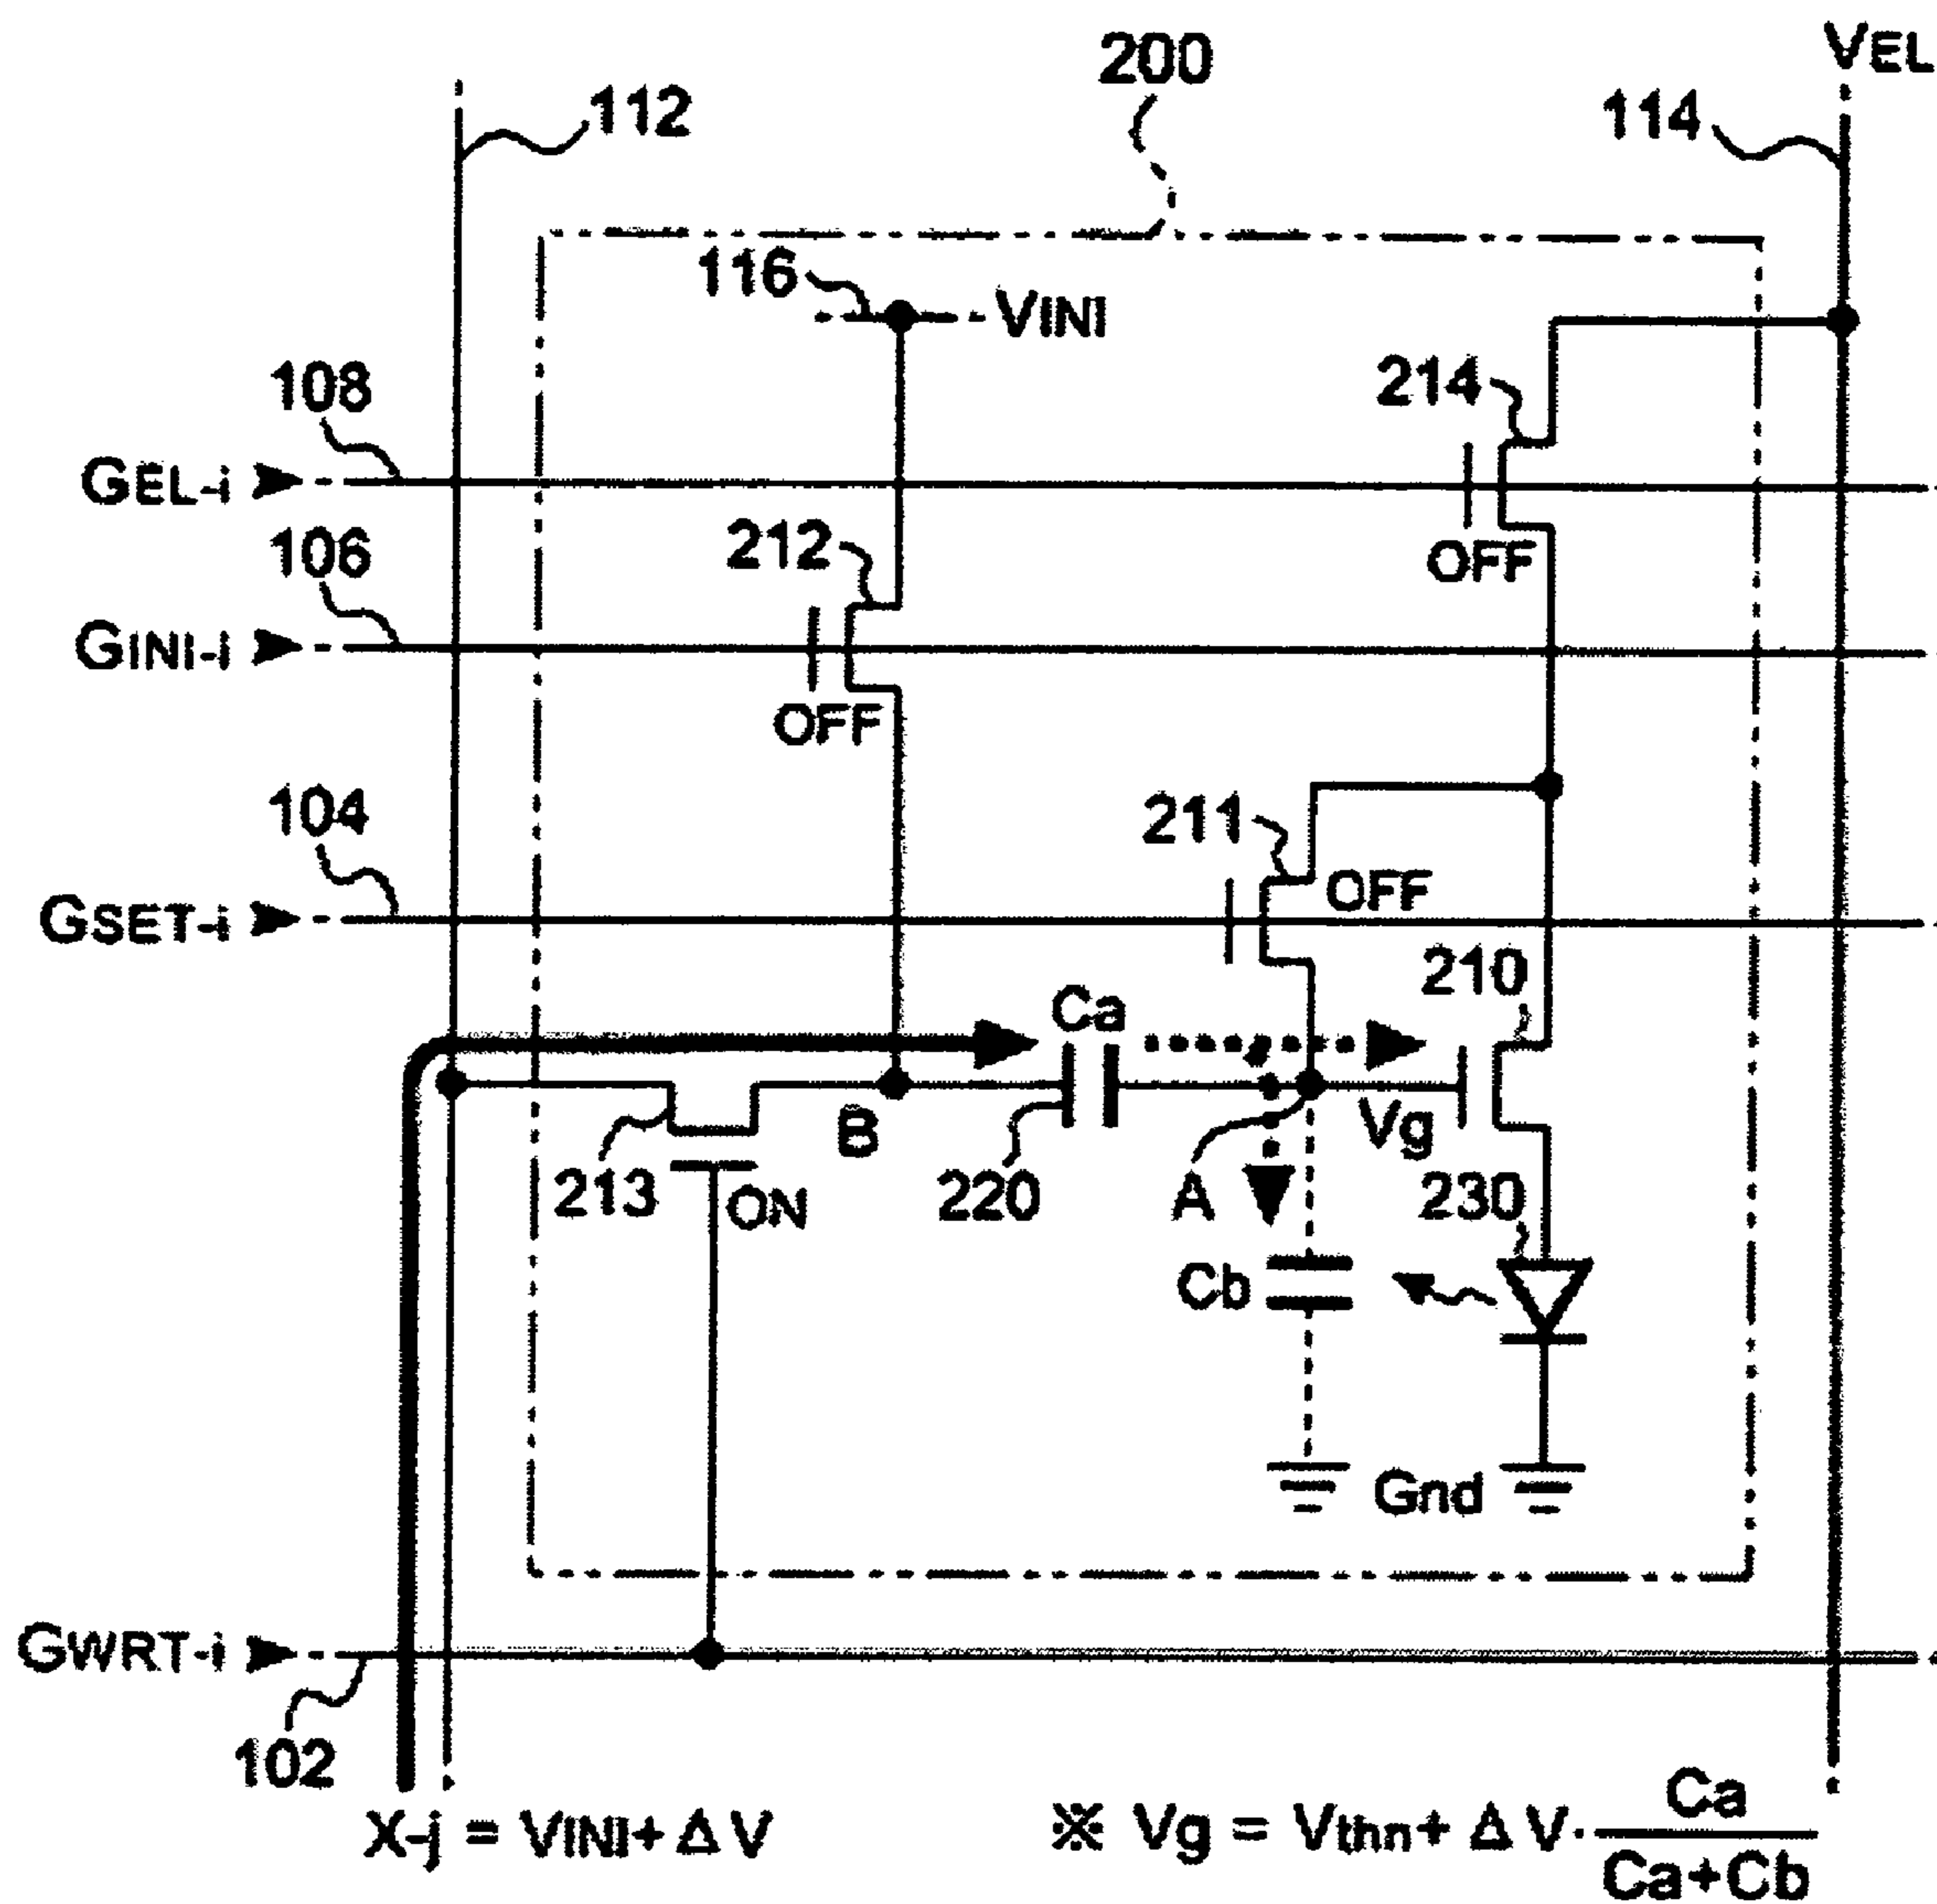 200
VEL
112
114
116
VINI
108
214
GEL-i
OFF
106
212
GINI-i
OFF
104
211
OFF
GSET-i
210
Ca
B
Vg
213
ON
220
A
230
Cb
Gnd
GWRT-i
102
X-j = VINI+ΔV
※ Vg = Vthn+ ΔV· Ca
Ca+Cb